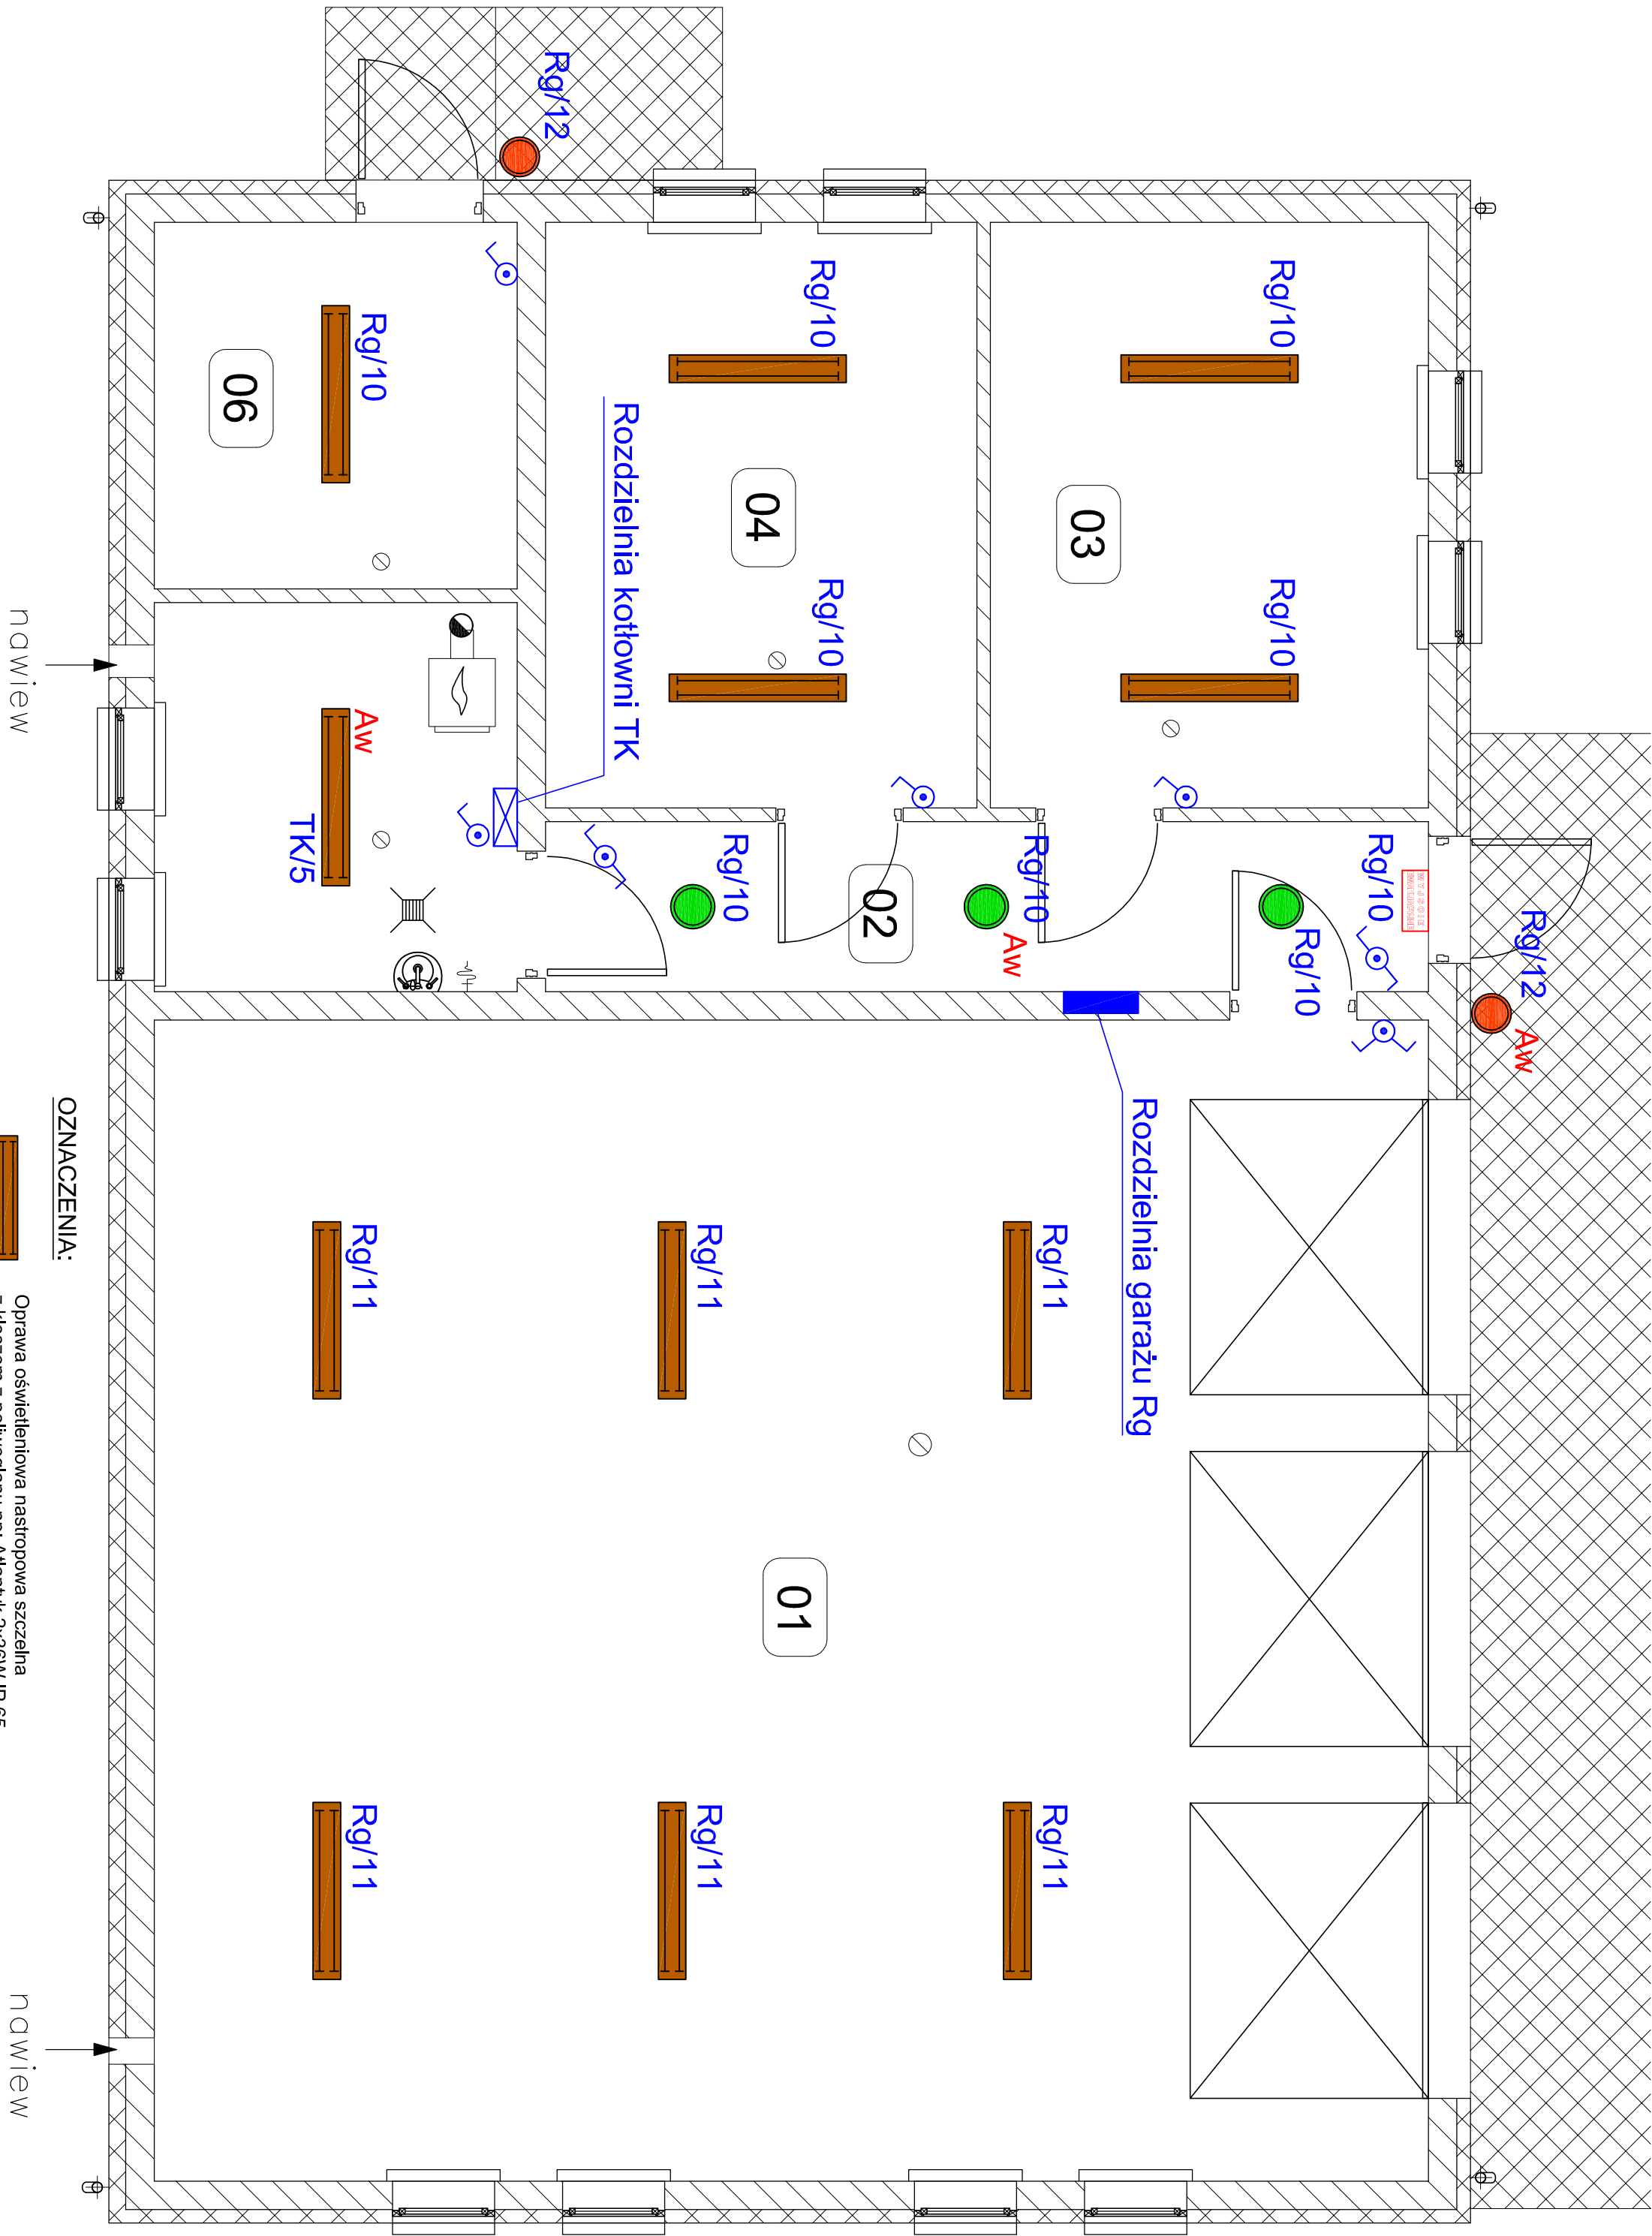 Rg/12
Aw
Rg/10
Rg/10
Rg/10
Rg/10
Rozdzielnia garażu Rg
03
Rg/11
Rg/11
Rg/10
Aw
02
Rg/10
Rg/10
01
04
Rg/10
Rg/11
Rg/11
Rozdzielnia kotłowni TK
Rg/12
Rg/10
Aw
Rg/11
Rg/11
TK/5
06
OZNACZENIA:
nawiew
nawiew
Oprawa oświetleniowa nastropowa szczelna